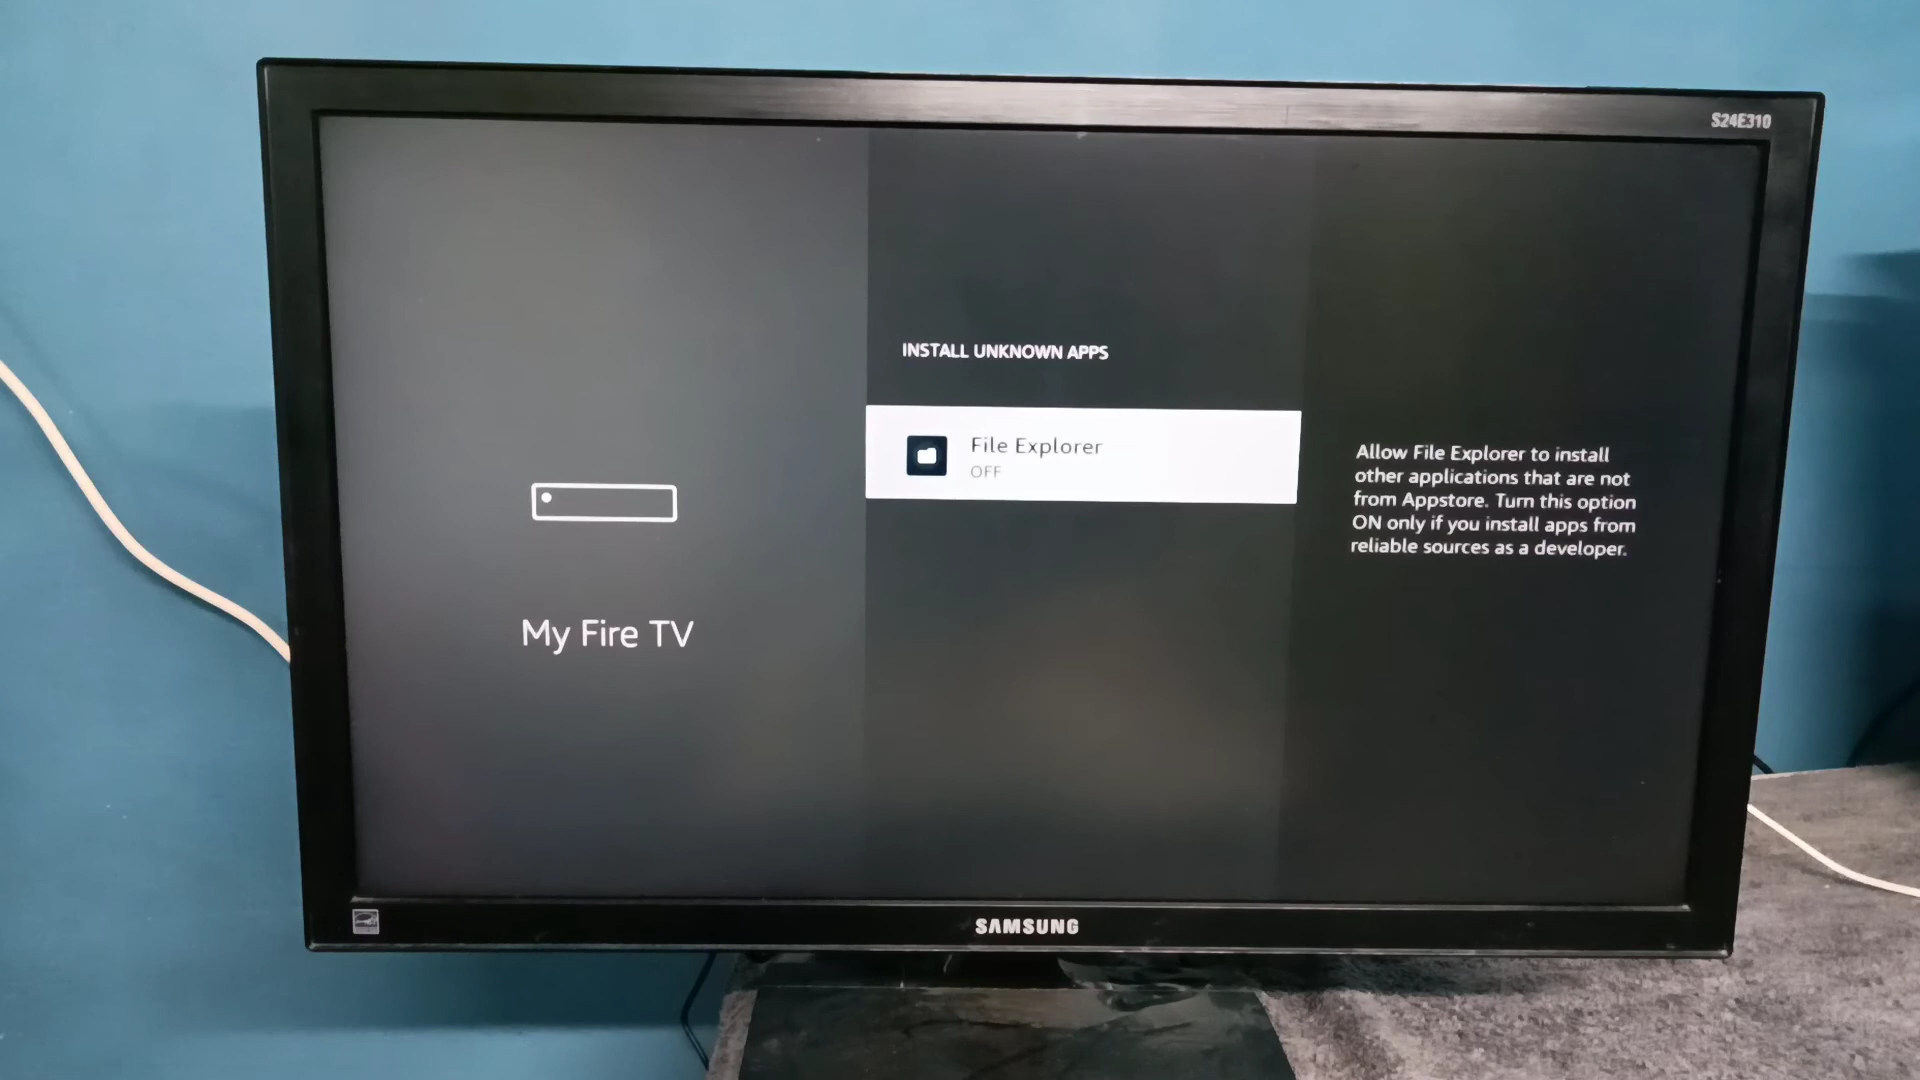 S24E310
INSTALL UNKNOWN APPS
File Explorer
OFF
Allow File Explorer to install
other applications that are not
from Appstore. Turn this option
ON only if you install apps from
reliable sources as a developer.
My Fire TV
SAMSUNG